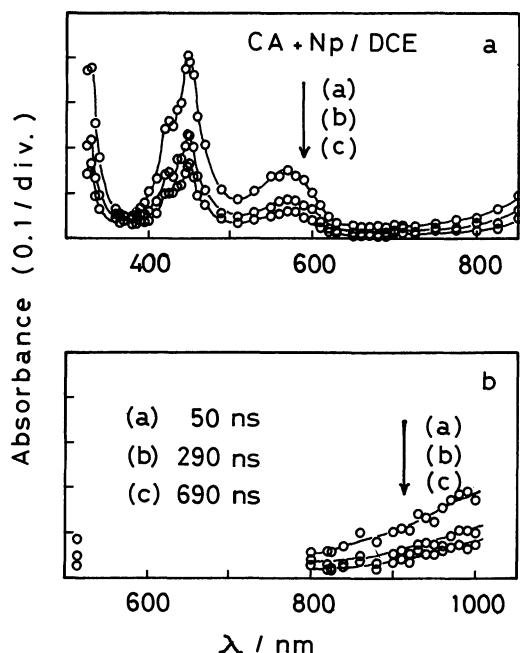 CA + Np / DCE a
(a)
(b)
(c)
400 600 800
Absorbance (0.1 / div.)
b
(a) 50 ns
(b) 290 ns
(c) 690 ns
(a)
(b)
(c)
600 800 1000
λ / nm